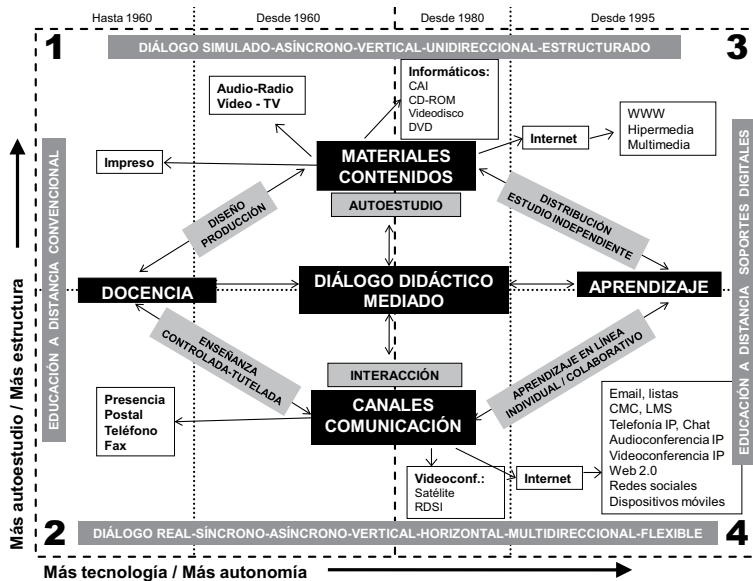 Hasta 1960
Desde 1960
Desde 1980
Desde 1995
1
DIÁLOGO SIMULADO-ASÍNCRONO-VERTICAL-UNIDIRECCIONAL-ESTRUCTURADO
3
Audio-Radio
Vídeo - TV
Informáticos:
CAI
CD-ROM
Videodisco
DVD
Internet
WWW
Hipermedia
Multimedia
Impreso
MATERIALES
CONTENIDOS
AUTOESTUDIO
DISEÑO
PRODUCCIÓN
DISTRIBUCIÓN
ESTUDIO INDEPENDIENTE
DOCENCIA
DIÁLOGO DIDÁCTICO
MEDIADO
APRENDIZAJE
ENSEÑANZA
CONTROLADA-TUTELADA
INTERACCIÓN
APRENDIZAJE EN LÍNEA
INDIVIDUAL / COLABORATIVO
CANALES
COMUNICACIÓN
Presencia
Postal
Teléfono
Fax
Videoconf.:
Satélite
RDSI
Internet
Email, listas
CMC, LMS
Telefonía IP, Chat
Audioconferencia IP
Videoconferencia IP
Web 2.0
Redes sociales
Dispositivos móviles
EDUCACIÓN A DISTANCIA CONVENCIONAL
EDUCACIÓN A DISTANCIA SOPORTES DIGITALES
Más autoestudio / Más estructura
2
DIÁLOGO REAL-SÍNCRONO-ASÍNCRONO-VERTICAL-HORIZONTAL-MULTIDIRECCIONAL-FLEXIBLE
4
Más tecnología / Más autonomía